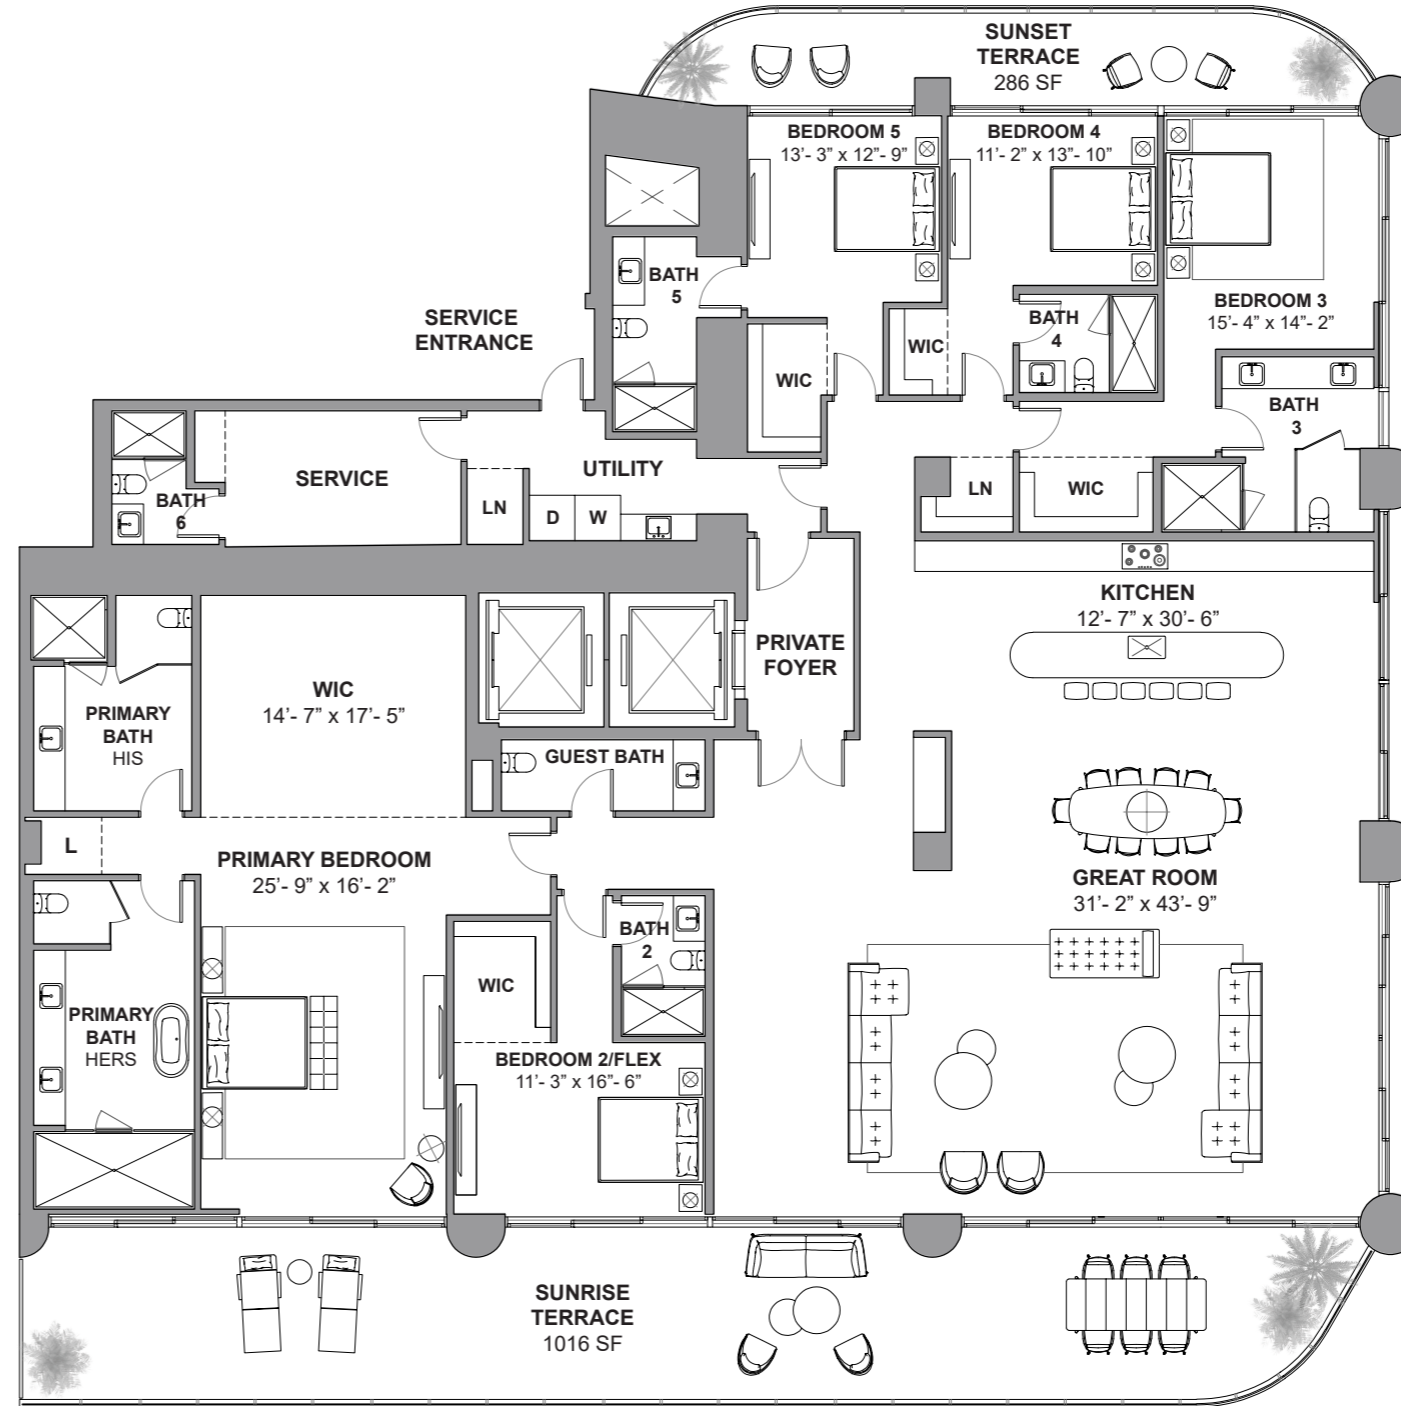 SUNSET
TERRACE
286 SF
BEDROOM 5
13’- 3” x 12”- 9”
BEDROOM 4
11’- 2” x 13”- 10”
BEDROOM 3
15’- 4” x 14”- 2”
BATH
5
SERVICE
ENTRANCE
BATH
4
WIC
WIC
BATH
3
SERVICE
UTILITY
LN
D
W
BATH
6
LN
WIC
KITCHEN
12’- 7” x 30’- 6”
PRIVATE
FOYER
WIC
14’- 7” x 17’- 5”
PRIMARY
BATH
HIS
GUEST BATH
L
PRIMARY BEDROOM
25’- 9” x 16’- 2”
GREAT ROOM
31’- 2” x 43’- 9”
BATH
2
WIC
PRIMARY
BATH
HERS
BEDROOM 2/FLEX
11’- 3” x 16”- 6”
SUNRISE
TERRACE
1016 SF